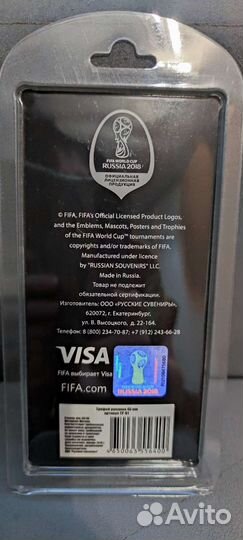 FIFA WORLD CUP
RUSSIA 2018
ОФИЦИАЛЬНАЯ
ЛИЦЕНЗИОННАЯ
ПРОДУКЦИЯ
© FIFA, FIFA's Official Licensed Product Logos,
and the Emblems, Mascots, Posters and Trophies
of the FIFA World Cup™ tournaments are
copyrights and/or trademarks of FIFA.
Manufactured under licence
by "RUSSIAN SOUVENIRS" LLC.
Made in Russia.
Товар не подлежит
обязательной сертификации.
Изготовитель: ООО «РУССКИЕ СУВЕНИРЫ»,
620072, г. Екатеринбург,
ул. В. Высоцкого, д. 22-164.
Телефон: 8 (800) 234-70-87; +7 (912) 243-66-28
VISA
FIFA выбирает Visa
FIFA.com
RUSSIA 2018
4650063556400
Avito